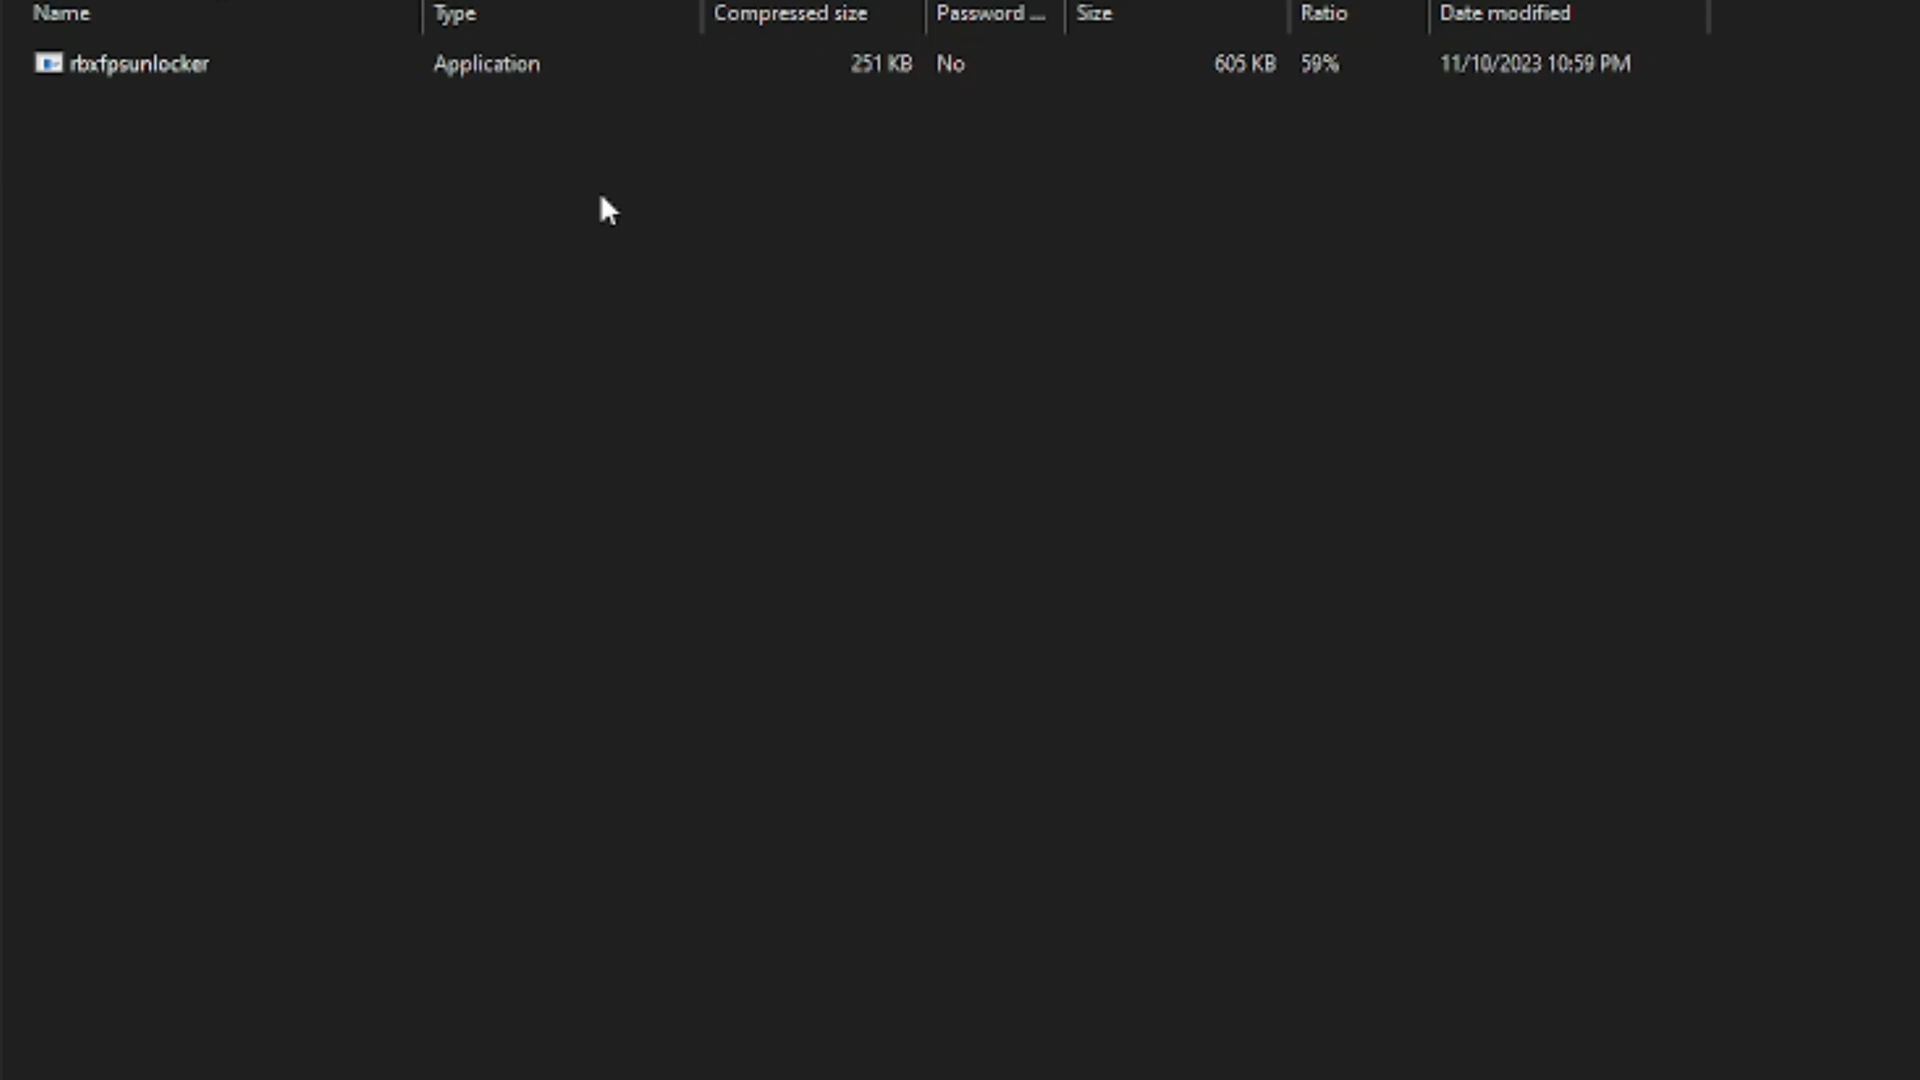 Name Type Compressed size Password ... Size Ratio Date modified
rbxfpsunlocker Application 251 KB No 605 KB 59% 11/10/2023 10:59 PM